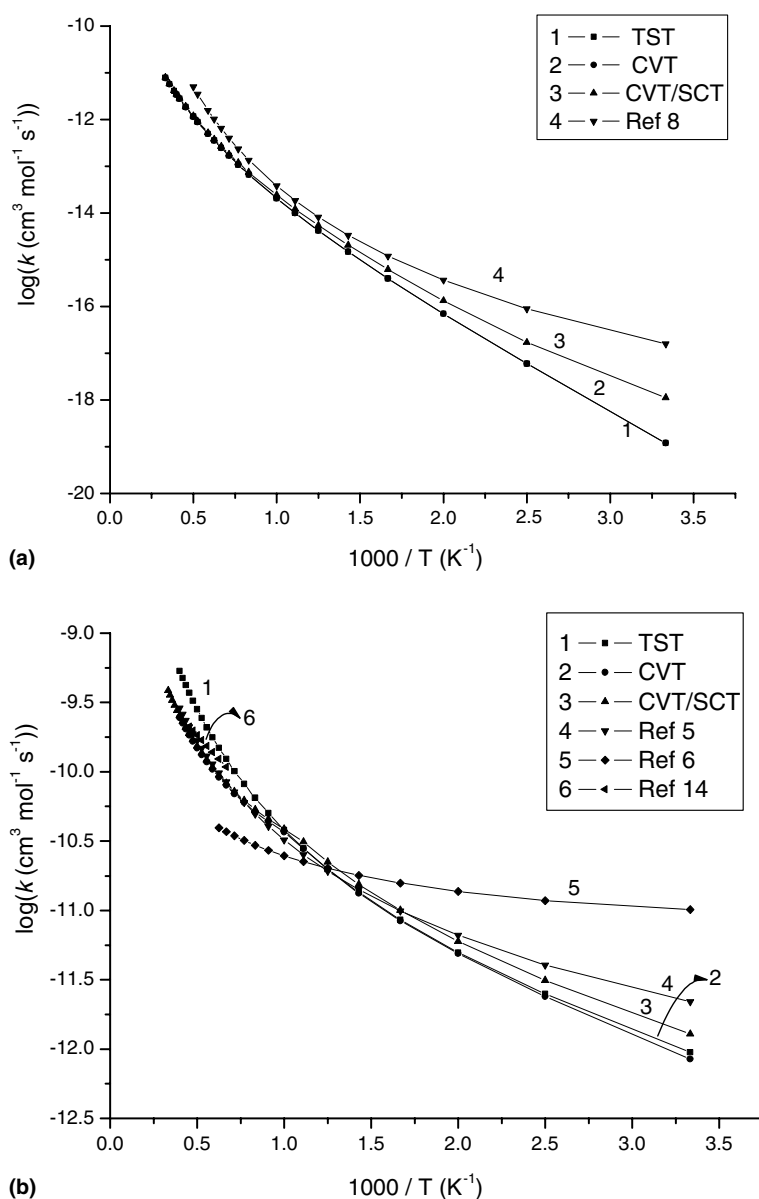 1 TST
2 CVT
3 CVT/SCT
4 Ref 8
log(k (cm³ mol⁻¹ s⁻¹))
-10
-12
-14
-16
-18
-20
4
3
2
1
0.0 0.5 1.0 1.5 2.0 2.5 3.0 3.5
(a)
1000 / T (K⁻¹)
1 TST
2 CVT
3 CVT/SCT
4 Ref 5
5 Ref 6
6 Ref 14
log(k (cm³ mol⁻¹ s⁻¹))
-9.0
-9.5
-10.0
-10.5
-11.0
-11.5
-12.0
-12.5
1
6
5
4
2
3
0.0 0.5 1.0 1.5 2.0 2.5 3.0 3.5
(b)
1000 / T (K⁻¹)